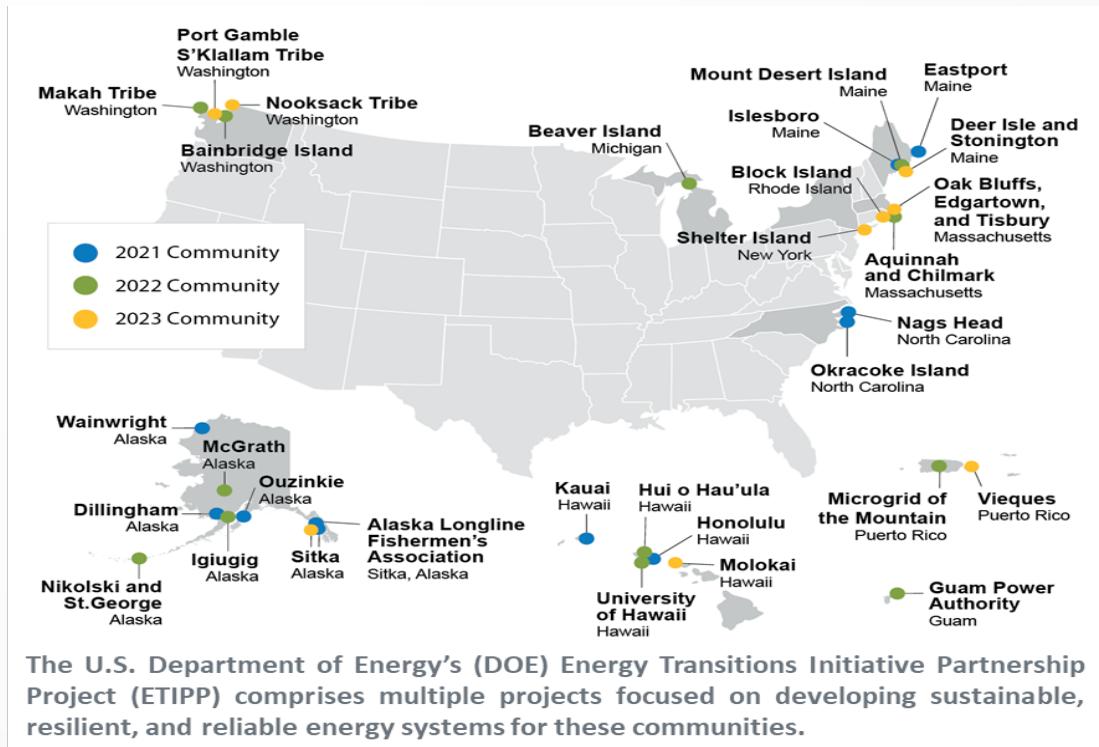 Port Gamble
S'Klallam Tribe
Washington
Makah Tribe
Washington
Nooksack Tribe
Washington
Bainbridge Island
Washington
Beaver Island
Michigan
Mount Desert Island
Maine
Eastport
Maine
Islesboro
Maine
Deer Isle and
Stonington
Maine
Block Island
Rhode Island
Oak Bluffs,
Edgartown,
and Tisbury
Massachusetts
Shelter Island
New York
Aquinnah
and Chilmark
Massachusetts
Nags Head
North Carolina
Okracoke Island
North Carolina
2021 Community
2022 Community
2023 Community
Wainwright
Alaska
McGrath
Alaska
Ouzinkie
Alaska
Dillingham
Alaska
Igiugig
Alaska
Sitka
Alaska
Alaska Longline
Fishermen's
Association
Sitka, Alaska
Nikolski and
St.George
Alaska
Kauai
Hawaii
Hui o Hau'ula
Hawaii
Honolulu
Hawaii
Molokai
Hawaii
University
of Hawaii
Hawaii
Microgrid of
the Mountain
Puerto Rico
Vieques
Puerto Rico
Guam Power
Authority
Guam
The U.S. Department of Energy's (DOE) Energy Transitions Initiative Partnership
Project (ETIPP) comprises multiple projects focused on developing sustainable,
resilient, and reliable energy systems for these communities.